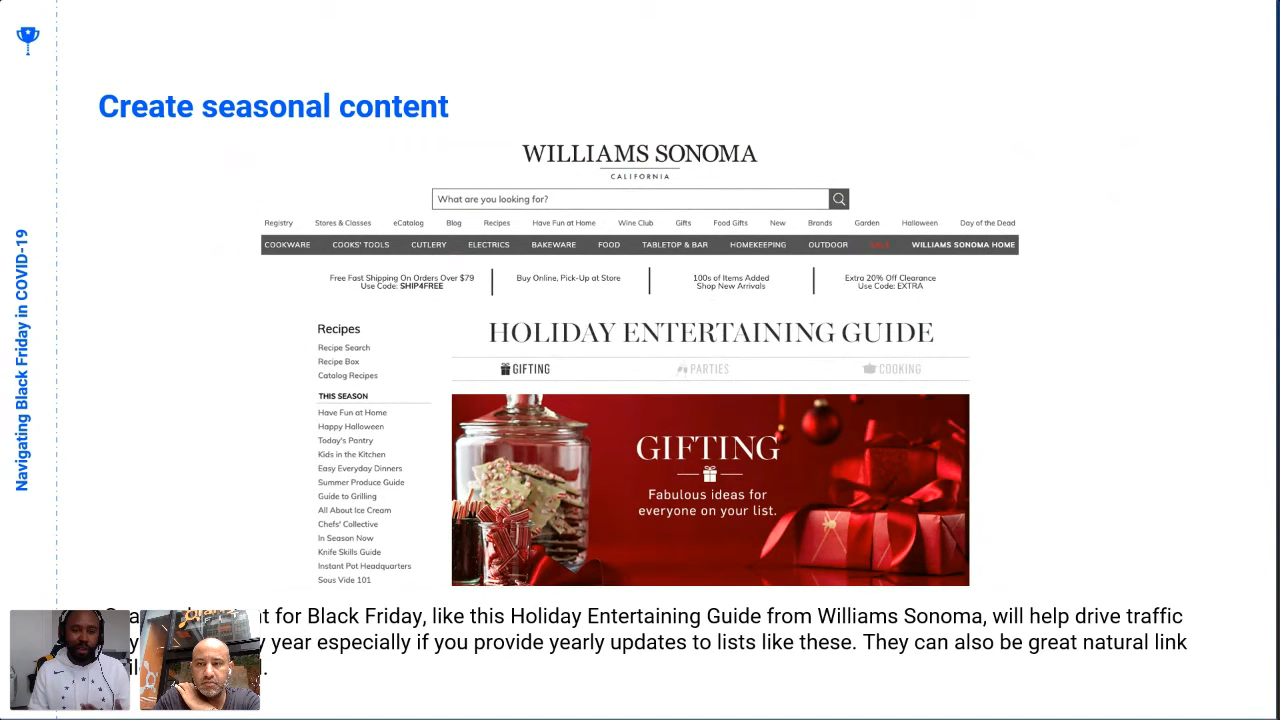 Navigating Black Friday in COVID-19
Create seasonal content
WILLIAMS SONOMA
CALIFORNIA
What are you looking for?
Registry Stores & Classes eCatalog Blog Recipes Have Fun at Home Wine Club Gifts Food Gifts New Brands Garden Halloween Day of the Dead
COOKWARE COOKS' TOOLS CUTLERY ELECTRICS BAKEWARE FOOD TABLETOP & BAR HOMEKEEPING OUTDOOR SALE WILLIAMS SONOMA HOME
Free Fast Shipping On Orders Over $79
Use Code: SHIP4FREE
Buy Online, Pick-Up at Store
100s of Items Added
Shop New Arrivals
Extra 20% Off Clearance
Use Code: EXTRA
Recipes
Recipe Search
Recipe Box
Catalog Recipes
THIS SEASON
Have Fun at Home
Happy Halloween
Today's Pantry
Kids in the Kitchen
Easy Everyday Dinners
Summer Produce Guide
Guide to Grilling
All About Ice Cream
Chefs' Collective
In Season Now
Knife Skills Guide
Instant Pot Headquarters
Sous Vide 101
HOLIDAY ENTERTAINING GUIDE
GIFTING PARTIES COOKING
GIFTING
Fabulous ideas for
everyone on your list.
for Black Friday, like this Holiday Entertaining Guide from Williams Sonoma, will help drive traffic
year especially if you provide yearly updates to lists like these. They can also be great natural link